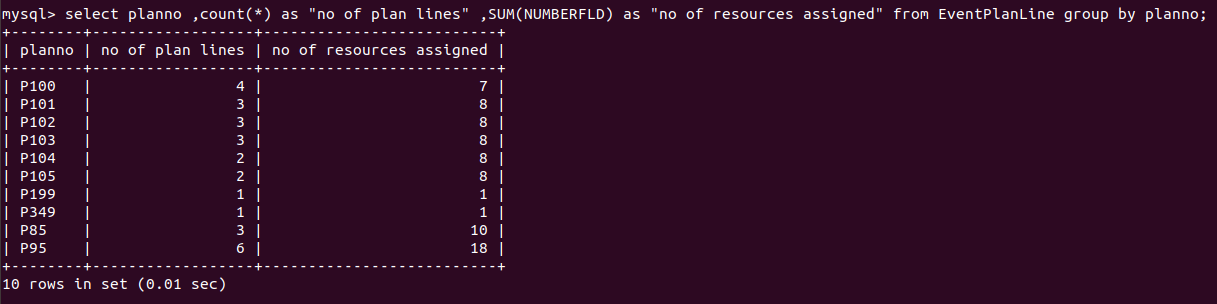 mysql> select planno ,count(*) as "no of plan lines" ,SUM(NUMBERFLD) as "no of resources assigned" from EventPlanLine group by planno;
+--------+------------------+--------------------------+
| planno | no of plan lines | no of resources assigned |
+--------+------------------+--------------------------+
| P100   |                4 |                        7 |
| P101   |                3 |                        8 |
| P102   |                3 |                        8 |
| P103   |                3 |                        8 |
| P104   |                2 |                        8 |
| P105   |                2 |                        8 |
| P199   |                1 |                        1 |
| P349   |                1 |                        1 |
| P85    |                3 |                       10 |
| P95    |                6 |                       18 |
+--------+------------------+--------------------------+
10 rows in set (0.01 sec)